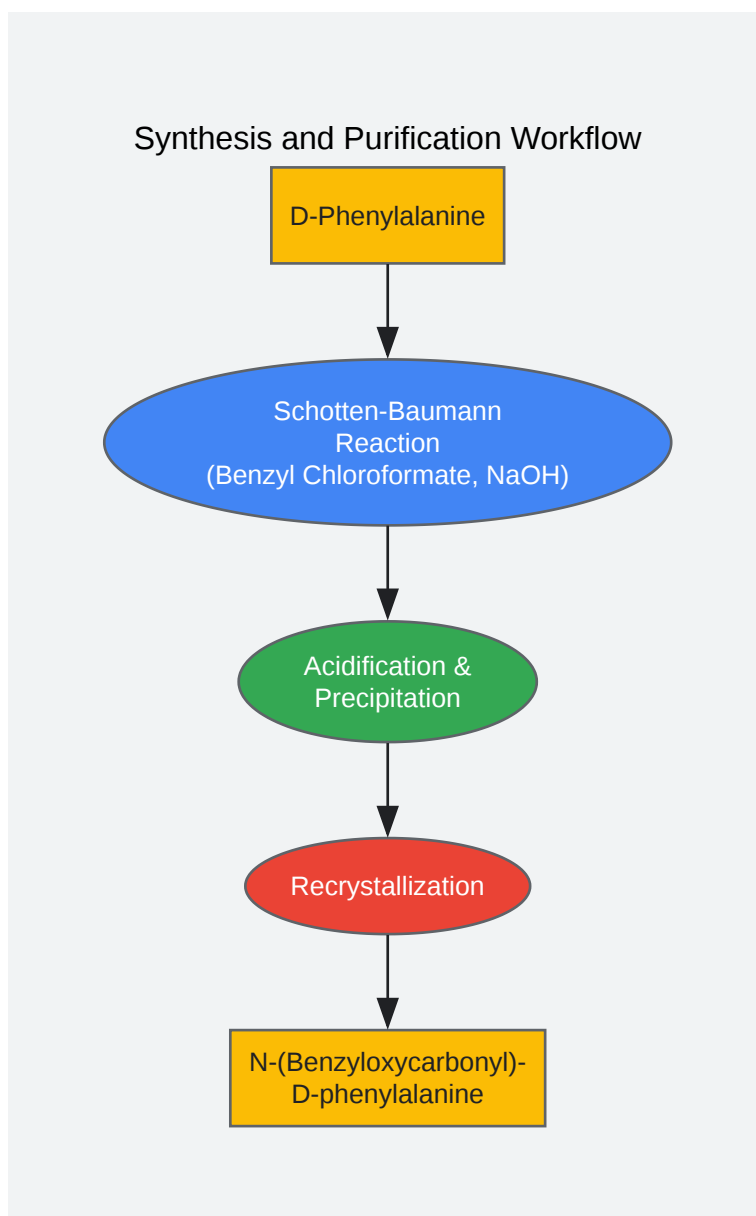 Synthesis and Purification Workflow
D-Phenylalanine
Schotten-Baumann
Reaction
(Benzyl Chloroformate, NaOH)
Acidification &
Precipitation
Recrystallization
N-(Benzyloxycarbonyl)-
D-phenylalanine